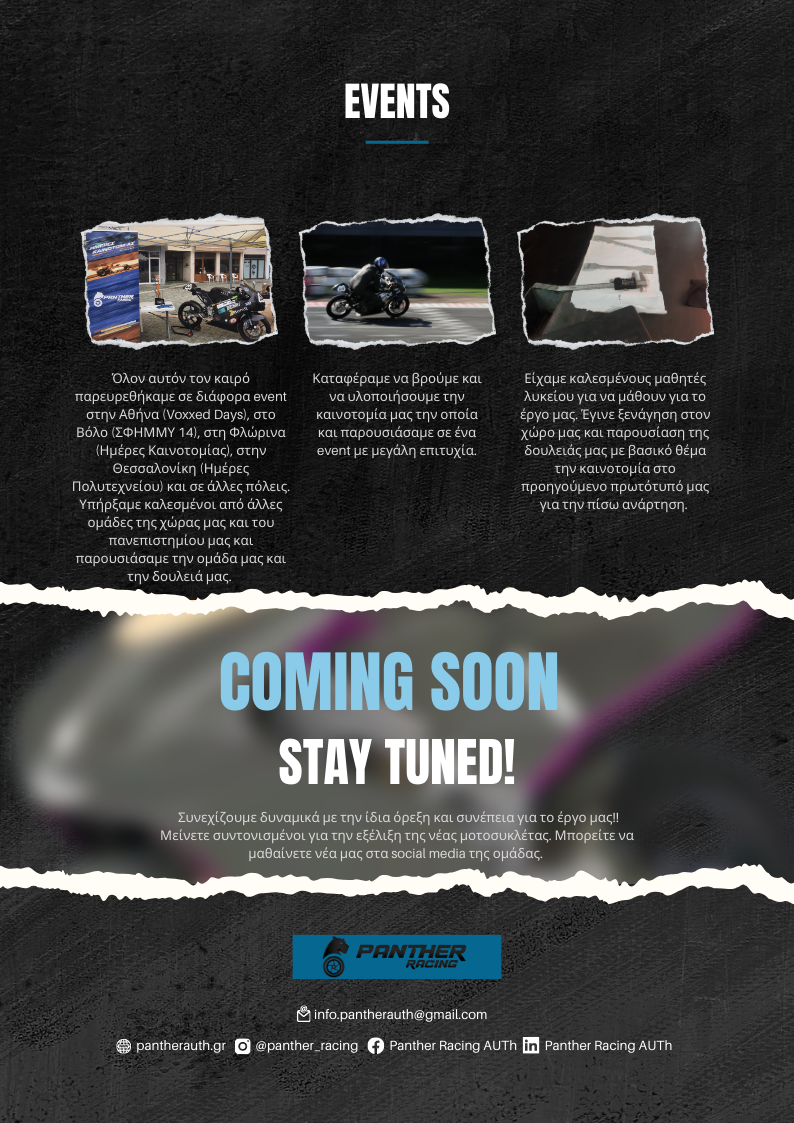 EVENTS
ΗΜΕΡΕΣ
ΚΑΙΝΟΤΟΜΙΑΣ
PANTHER
RACING
Όλον αυτόν τον καιρό
παρευρεθήκαμε σε διάφορα event
στην Αθήνα (Voxxed Days), στο
Βόλο (ΣΦΗΜΜΥ 14), στη Φλώρινα
(Ημέρες Καινοτομίας), στην
Θεσσαλονίκη (Ημέρες
Πολυτεχνείου) και σε άλλες πόλεις.
Υπήρξαμε καλεσμένοι από άλλες
ομάδες της χώρας μας και του
πανεπιστημίου μας και
παρουσιάσαμε την ομάδα μας και
την δουλειά μας.
Καταφέραμε να βρούμε και
να υλοποιήσουμε την
καινοτομία μας την οποία
και παρουσιάσαμε σε ένα
event με μεγάλη επιτυχία.
Είχαμε καλεσμένους μαθητές
λυκείου για να μάθουν για το
έργο μας. Έγινε ξενάγηση στον
χώρο μας και παρουσίαση της
δουλειάς μας με βασικό θέμα
την καινοτομία στο
προηγούμενο πρωτότυπό μας
για την πίσω ανάρτηση.
COMING SOON
STAY TUNED!
Συνεχίζουμε δυναμικά με την ίδια όρεξη και συνέπεια για το έργο μας!!
Μείνετε συντονισμένοι για την εξέλιξη της νέας μοτοσυκλέτας. Μπορείτε να
μαθαίνετε νέα μας στα social media της ομάδας.
PANTHER
RACING
info.pantherauth@gmail.com
pantherauth.gr @panther_racing Panther Racing AUTh Panther Racing AUTh